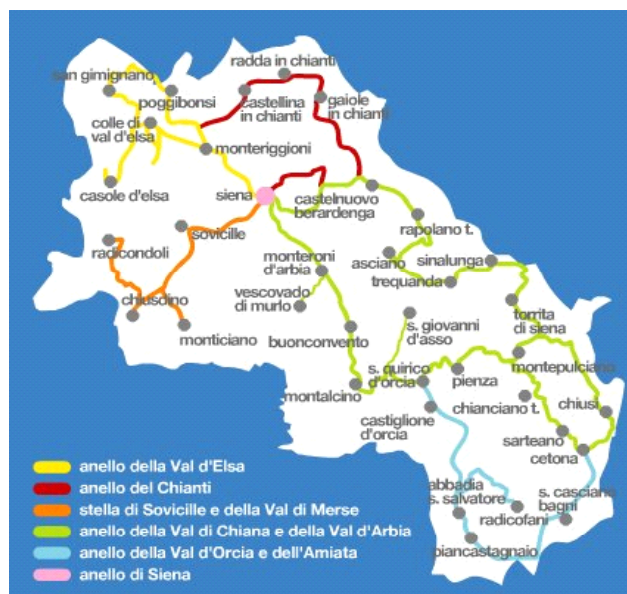 radda in chianti
san gimignano
poggibonsi
castellina
in chianti
gaiole
in chianti
colle di
val d'elsa
monteriggioni
casole d'elsa
siena
castelnuovo
berardenga
sovicille
rapolano t.
radicondoli
monteroni
d'arbia
asciano
sinalunga
trequanda
vescovado
di murlo
chiusdino
monticiano
buonconvento
s. giovanni
d'asso
torrita
di siena
s. quirico
d'orcia
montepulciano
pienza
montalcino
chianciano t.
chiusi
castiglione
d'orcia
sarteano
cetona
abbadia
s. salvatore
radicofani
s. casciano
bagni
piancastagnaio
anello della Val d'Elsa
anello del Chianti
stella di Sovicille e della Val di Merse
anello della Val di Chiana e della Val d'Arbia
anello della Val d'Orcia e dell'Amiata
anello di Siena